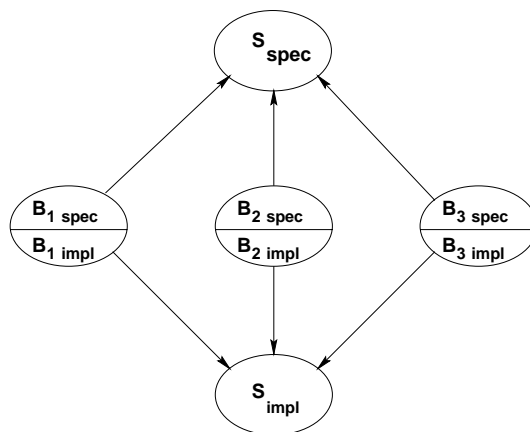 S spec
B1 spec
B1 impl
B2 spec
B2 impl
B3 spec
B3 impl
S impl